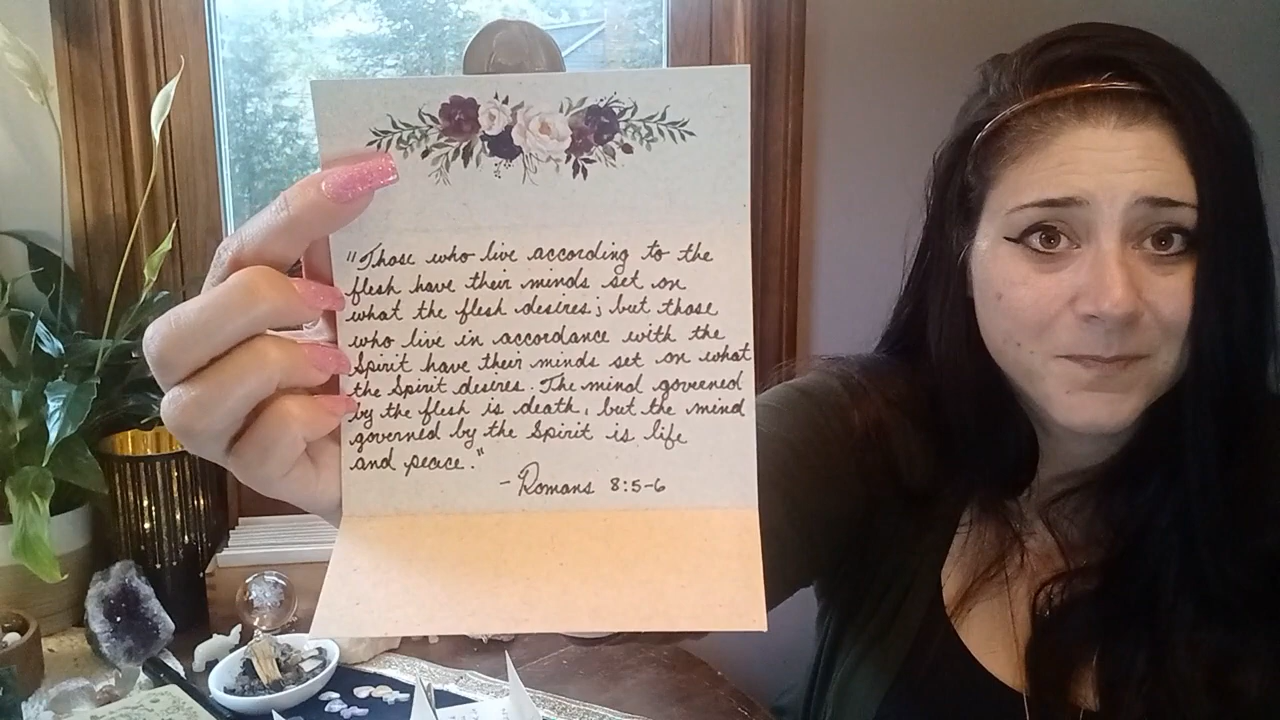 "Those who live according to the
flesh have their minds set on
what the flesh desires; but those
who live in accordance with the
Spirit have their minds set on what
the Spirit desires. The mind governed
by the flesh is death, but the mind
governed by the Spirit is life
and peace."
- Romans 8:5-6